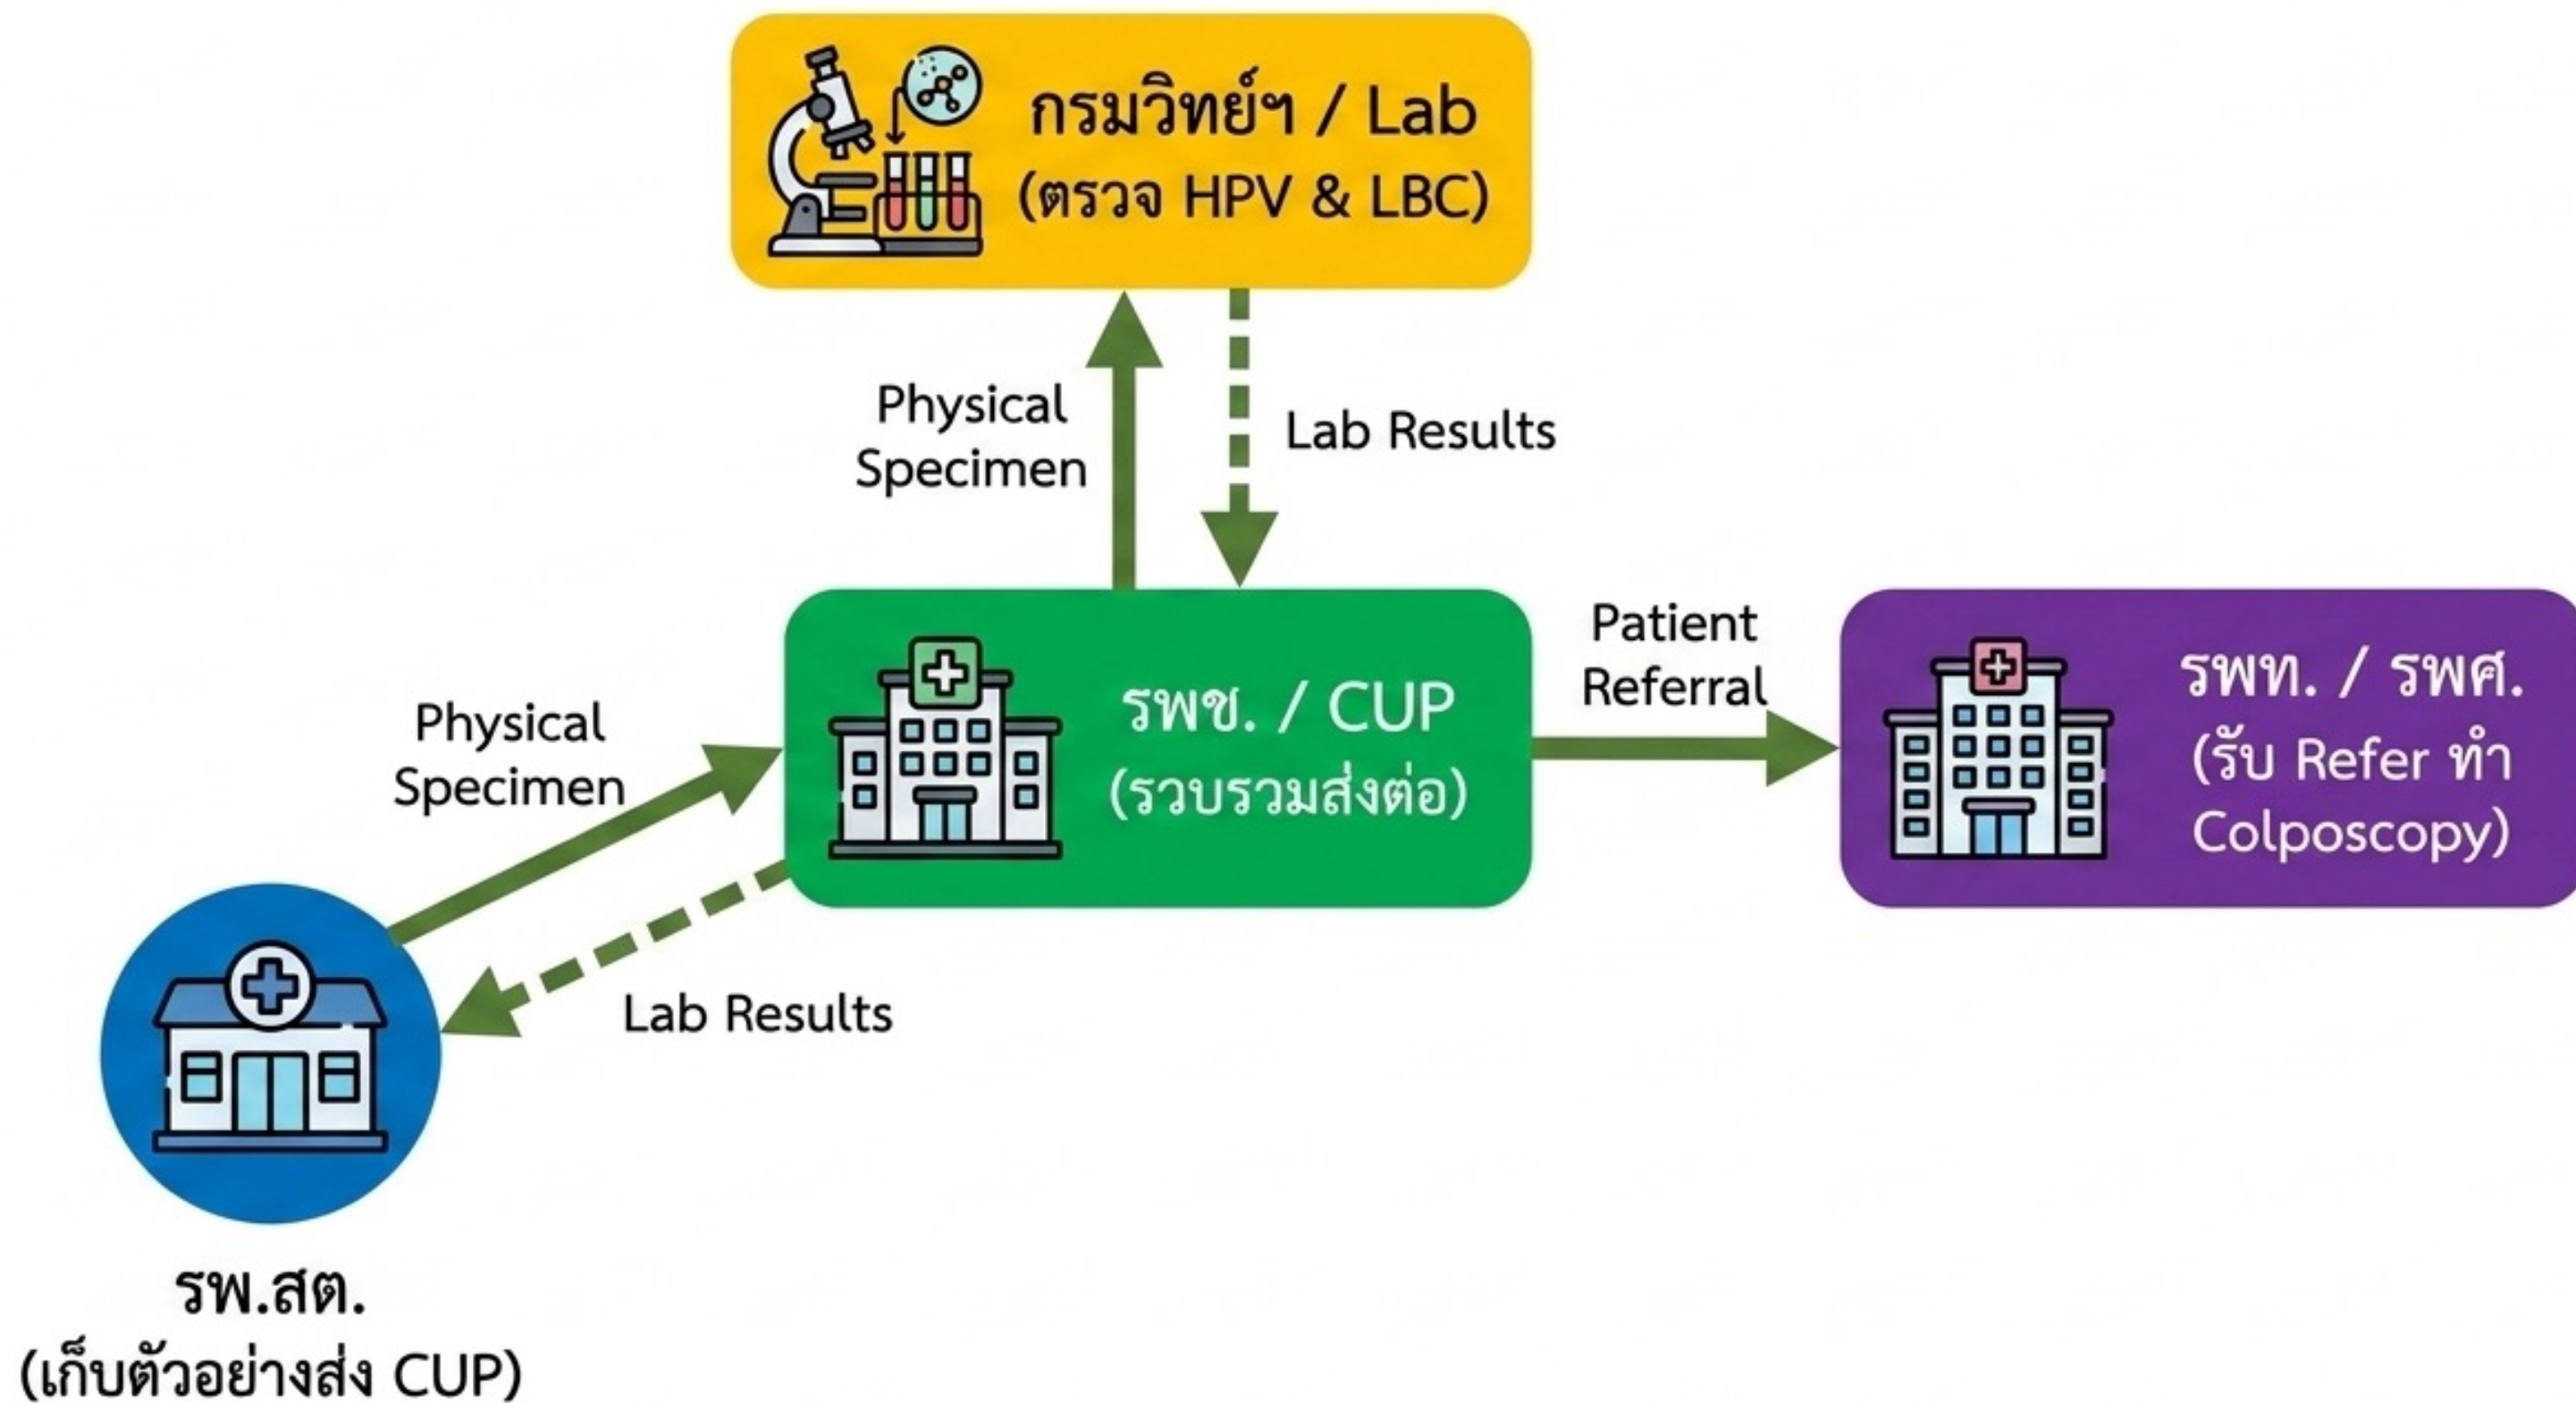 กรมวิทย์ฯ / Lab
(ตรวจ HPV & LBC)
Physical
Specimen
Lab Results
Patient
Referral
รพช. / CUP
(รวบรวมส่งต่อ)
รพท. / รพศ.
(รับ Refer ทำ
Colposcopy)
Physical
Specimen
Lab Results
รพ.สต.
(เก็บตัวอย่างส่ง CUP)